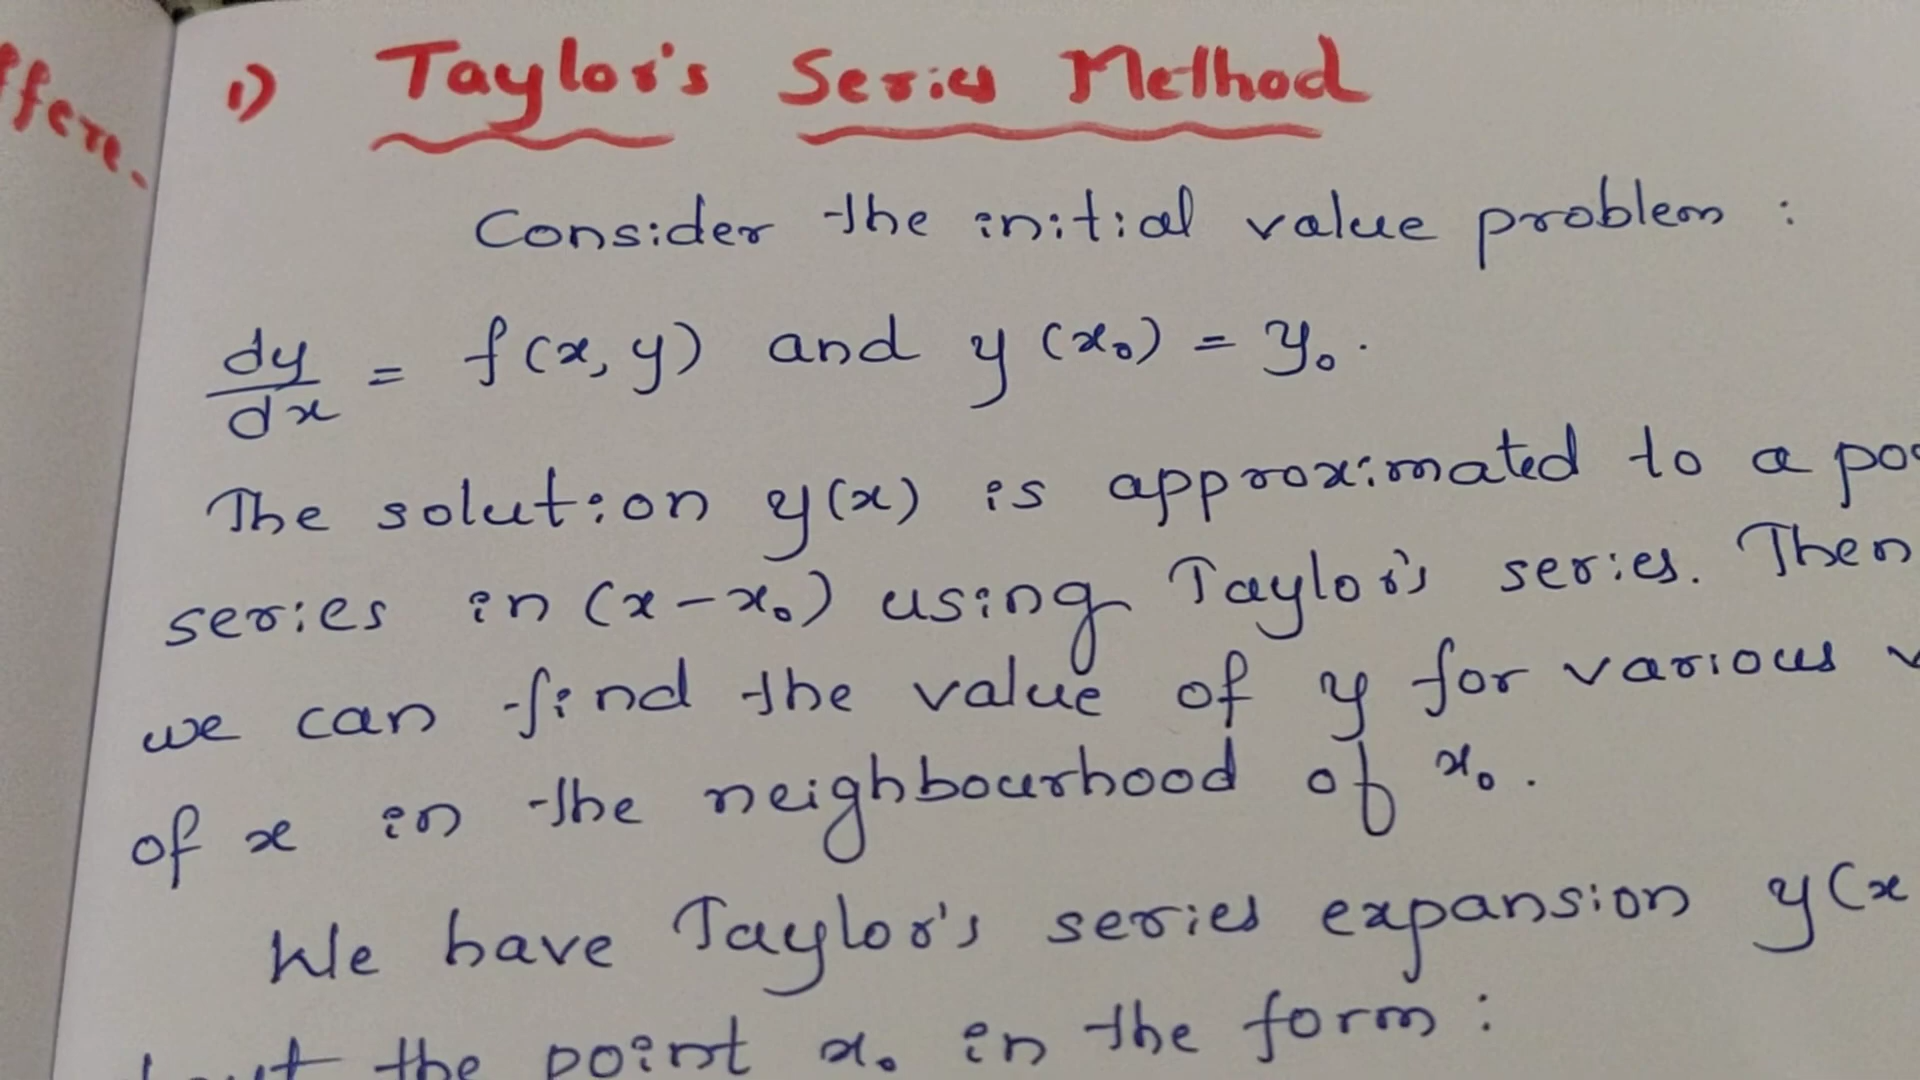 ffere.
1) Taylor's Series Method
Consider the initial value problem :
dy/dx = f(x, y) and y(x₀) = y₀.
The solution y(x) is approximated to a po
series in (x-x₀) using Taylor's series. Then
we can find the value of y for various v
of x in the neighbourhood of x₀.
We have Taylor's series expansion y(x
the point x₀ in the form :